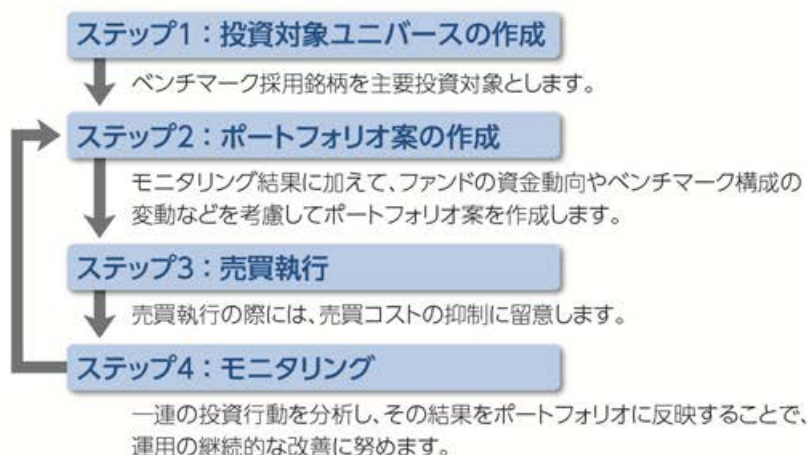 ステップ1：投資対象ユニバースの作成
ベンチマーク採用銘柄を主要投資対象とします。
ステップ2：ポートフォリオ案の作成
モニタリング結果に加えて、ファンドの資金動向やベンチマーク構成の
変動などを考慮してポートフォリオ案を作成します。
ステップ3：売買執行
売買執行の際には、売買コストの抑制に留意します。
ステップ4：モニタリング
一連の投資行動を分析し、その結果をポートフォリオに反映することで、
運用の継続的な改善に努めます。